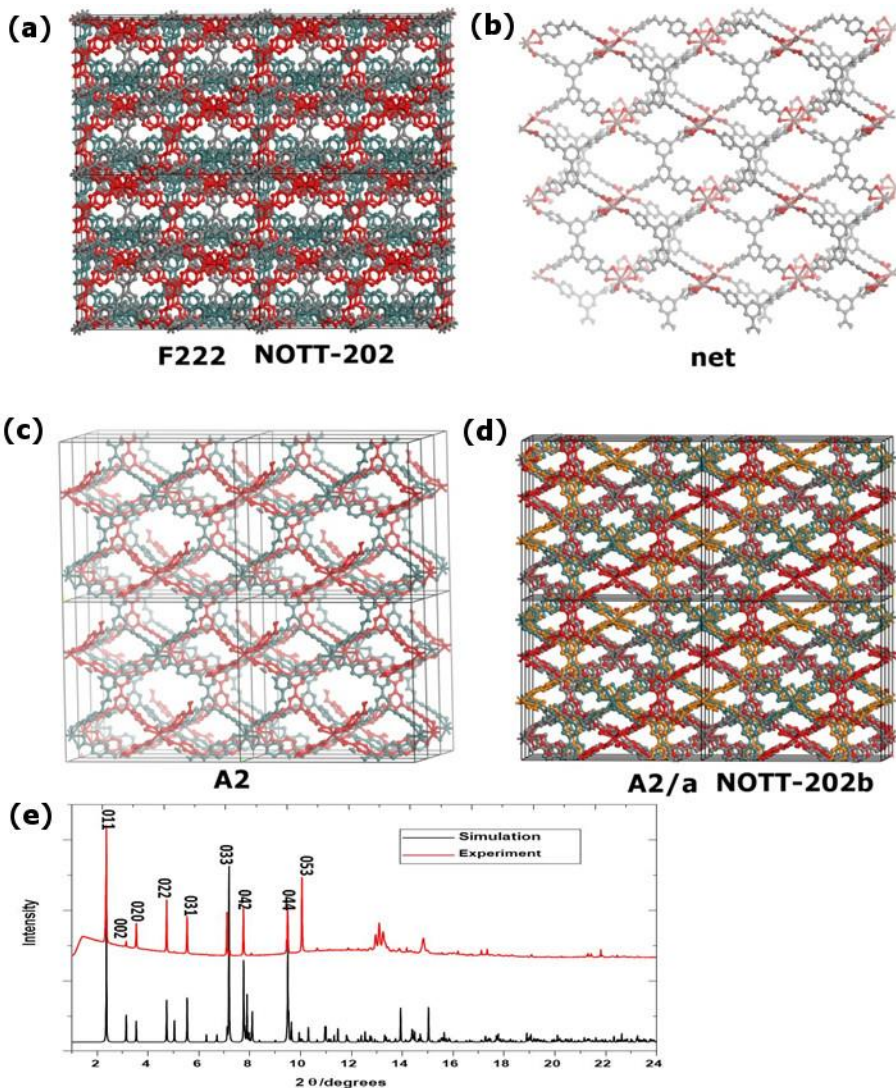 (a)
(b)
F222 NOTT-202
net
(c)
(d)
A2
A2/a NOTT-202b
(e)
011
002
020
022
031
033
042
044
053
Simulation
Experiment
Intensity
2 4 6 8 10 12 14 16 18 20 22 24
2 θ/degrees